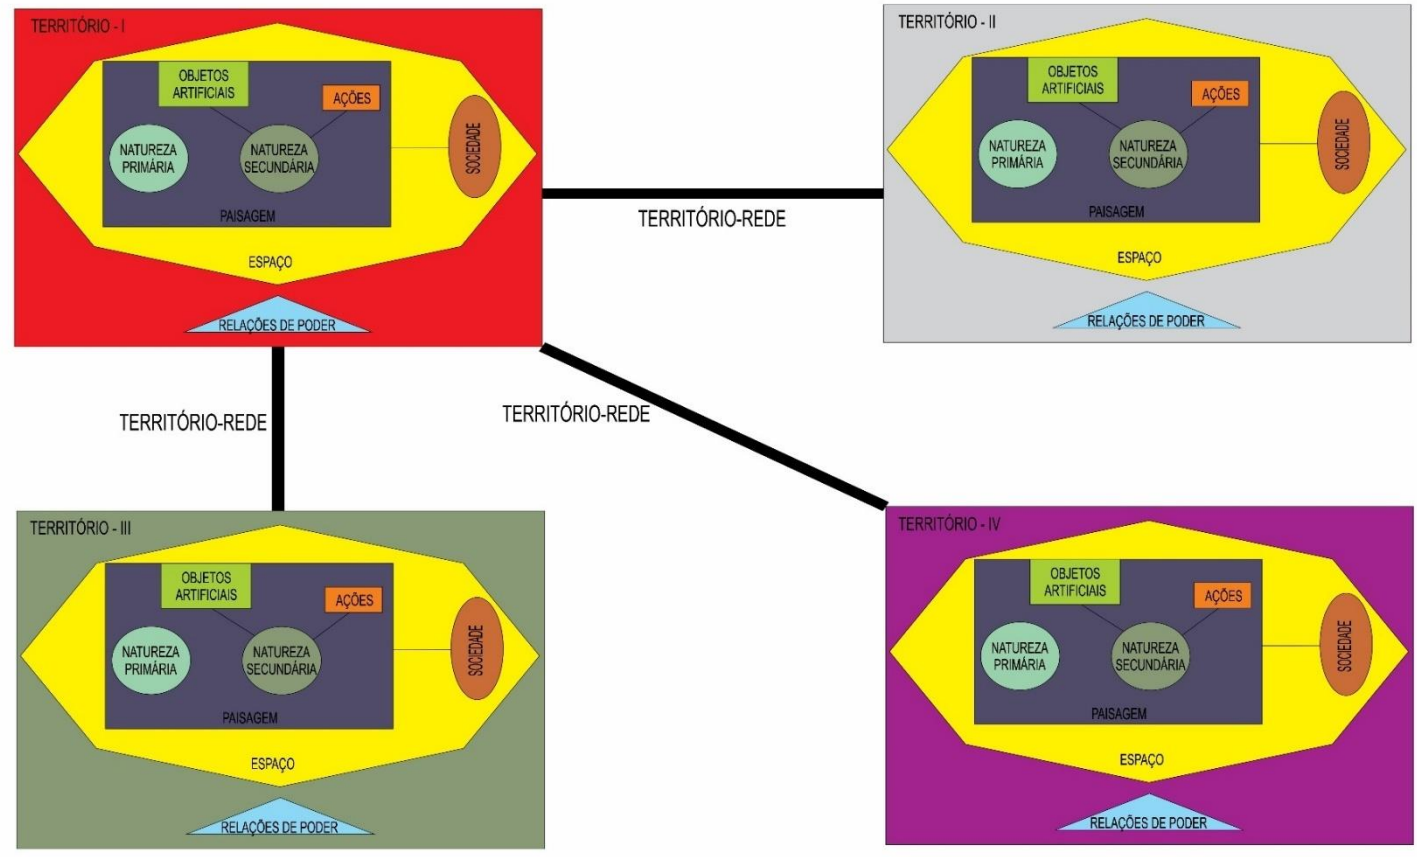 TERRITÓRIO - I
OBJETOS
ARTIFICIAIS
AÇÕES
NATUREZA
PRIMÁRIA
NATUREZA
SECUNDÁRIA
SOCIEDADE
PAISAGEM
ESPAÇO
RELAÇÕES DE PODER
TERRITÓRIO-REDE
TERRITÓRIO - II
OBJETOS
ARTIFICIAIS
AÇÕES
NATUREZA
PRIMÁRIA
NATUREZA
SECUNDÁRIA
SOCIEDADE
PAISAGEM
ESPAÇO
RELAÇÕES DE PODER
TERRITÓRIO-REDE
TERRITÓRIO-REDE
TERRITÓRIO - III
OBJETOS
ARTIFICIAIS
AÇÕES
NATUREZA
PRIMÁRIA
NATUREZA
SECUNDÁRIA
SOCIEDADE
PAISAGEM
ESPAÇO
RELAÇÕES DE PODER
TERRITÓRIO - IV
OBJETOS
ARTIFICIAIS
AÇÕES
NATUREZA
PRIMÁRIA
NATUREZA
SECUNDÁRIA
SOCIEDADE
PAISAGEM
ESPAÇO
RELAÇÕES DE PODER